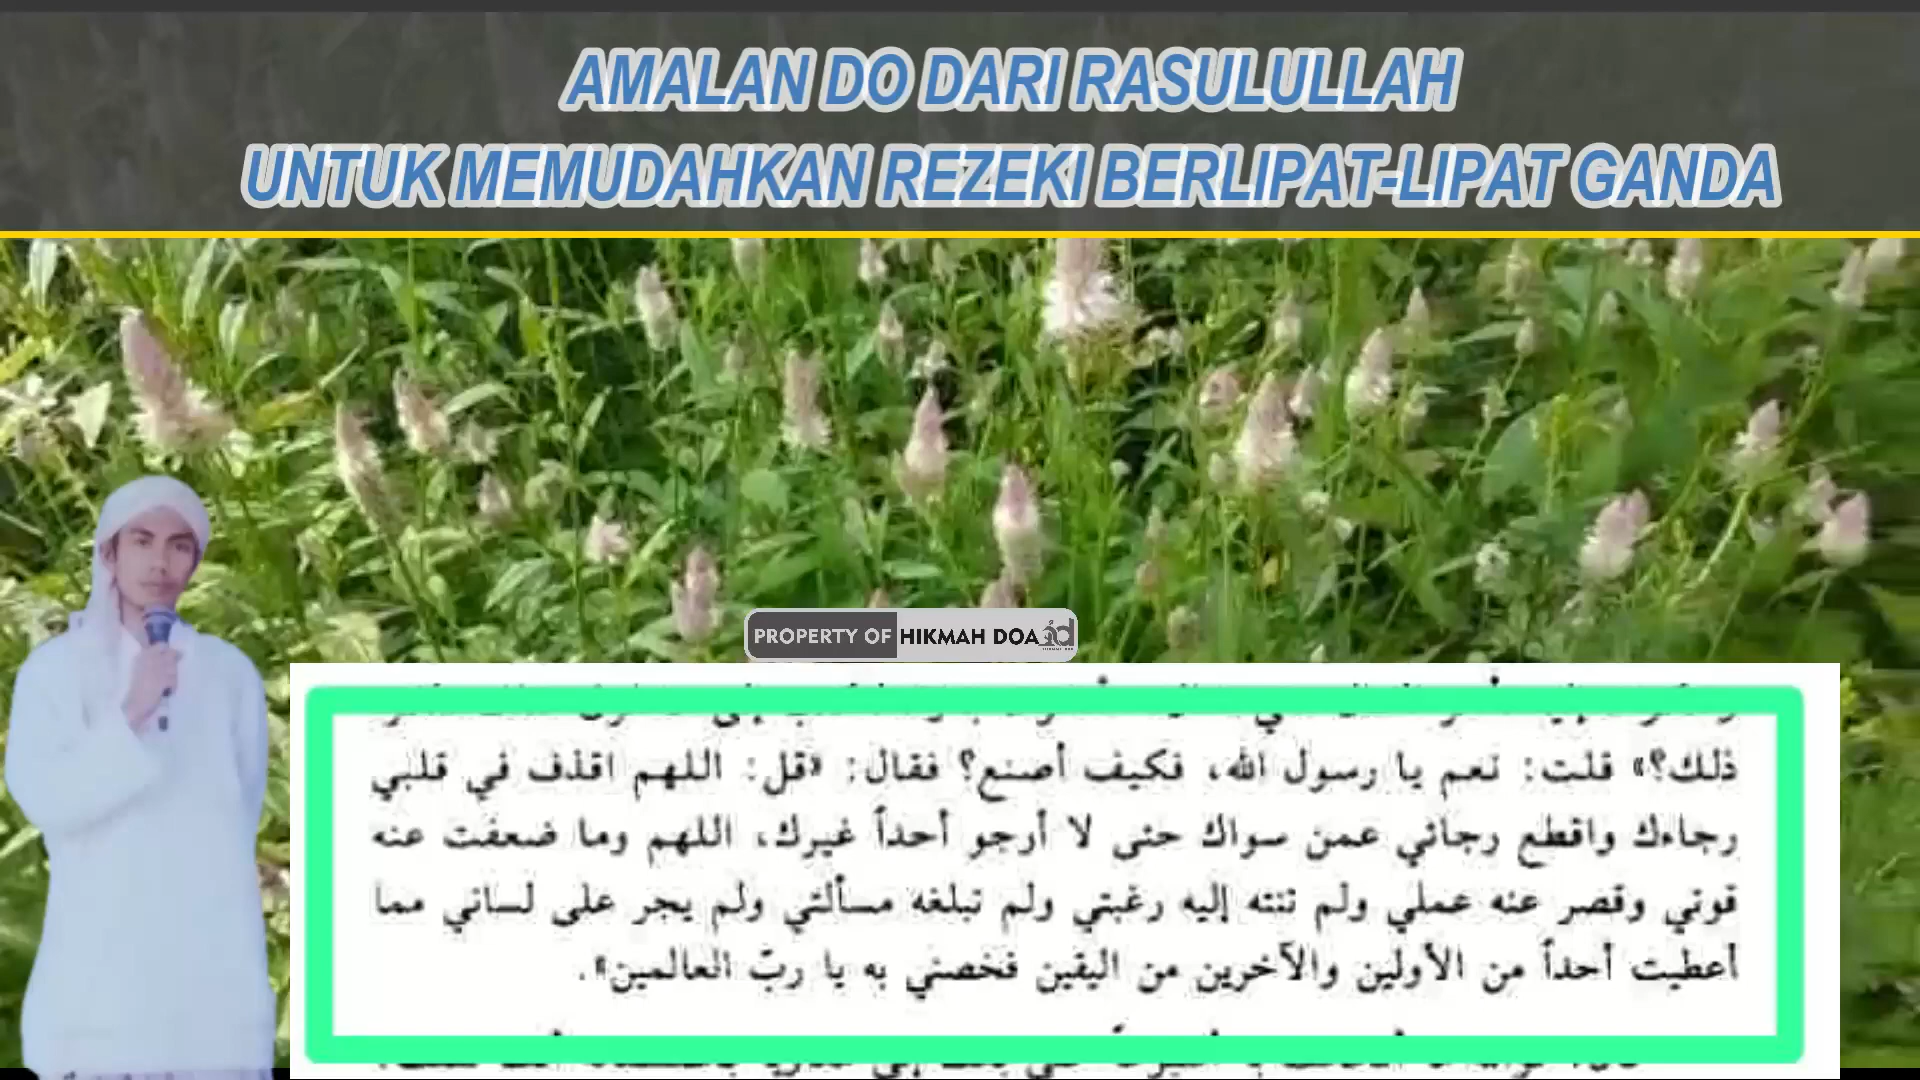 AMALAN DO DARI RASULULLAH
UNTUK MEMUDAHKAN REZEKI BERLIPAT-LIPAT GANDA
PROPERTY OF HIKMAH DOA id
ذلك؟» قلت: نعم يا رسول الله، فكيف أصنع؟ فقال: «قل: اللهم اقذف في قلبي
رجاءك واقطع رجائي عمن سواك حتى لا أرجو أحداً غيرك، اللهم وما ضعفت عنه
قوتي وقصر عنه عملي ولم تنته إليه رغبتي ولم تبلغه مسألتي ولم يجر على لساني مما
أعطيت أحداً من الأولين والآخرين من اليقين فخصني به يا ربّ العالمين».